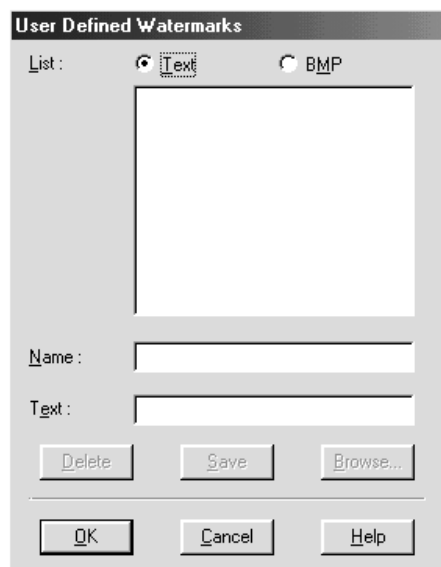 User Defined Watermarks
List : Text BMP
Name :
Text :
Delete Save Browse...
OK Cancel Help